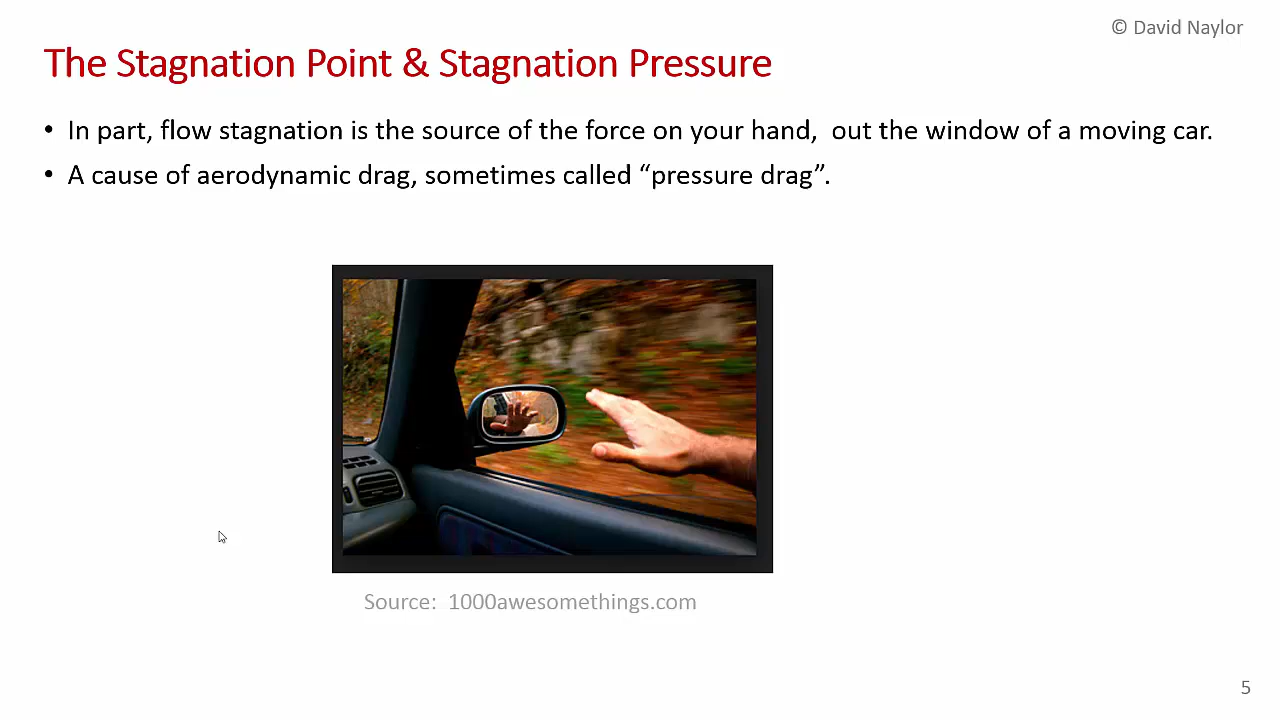 © David Naylor
The Stagnation Point & Stagnation Pressure
• In part, flow stagnation is the source of the force on your hand,  out the window of a moving car.
• A cause of aerodynamic drag, sometimes called “pressure drag”.
Source:  1000awesomethings.com
5